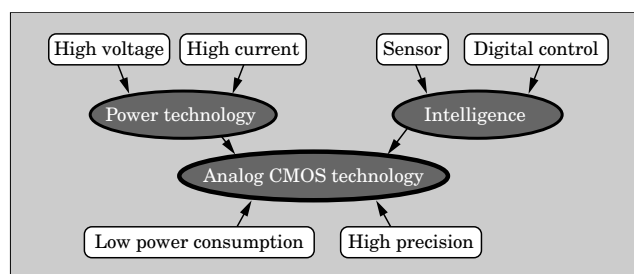 High voltage
High current
Sensor
Digital control
Power technology
Intelligence
Analog CMOS technology
Low power consumption
High precision